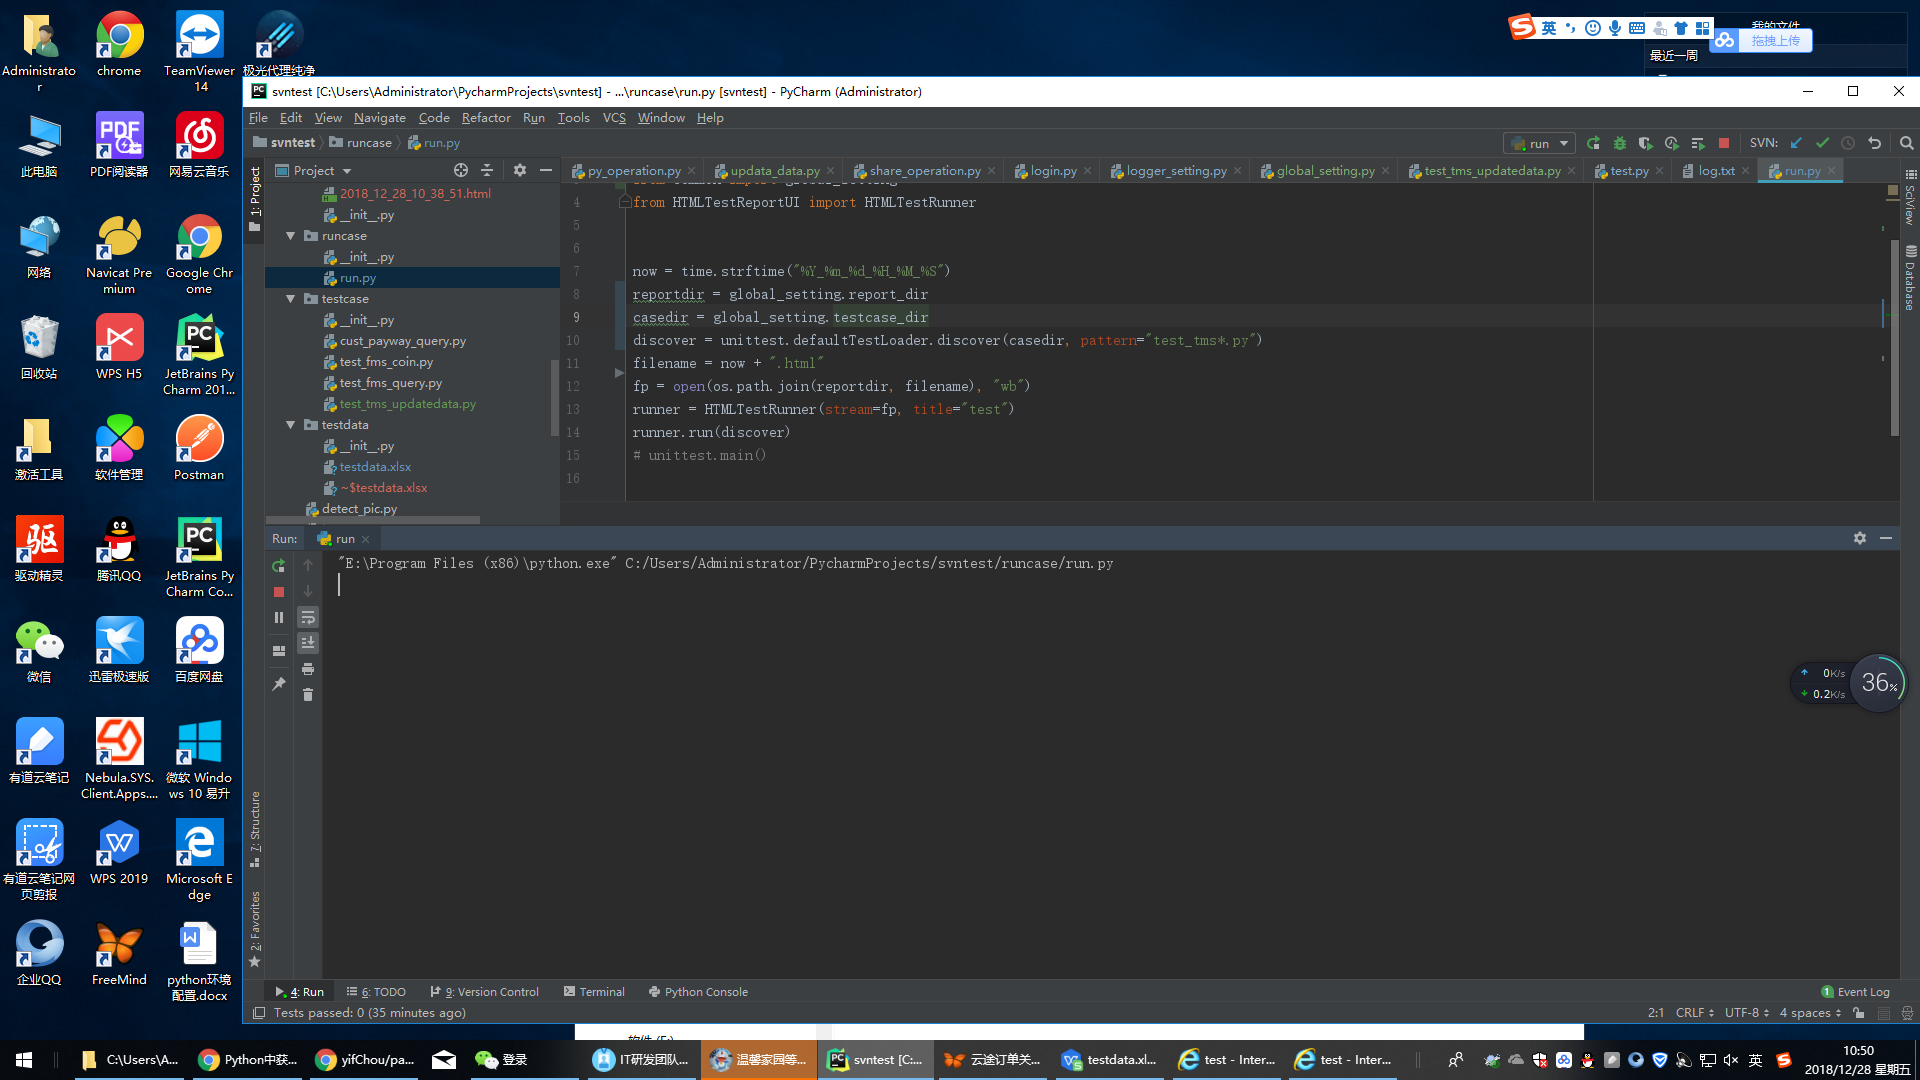 Administrato
r
chrome
TeamViewer
14
极光代理纯净
此电脑
PDF阅读器
网易云音乐
网络
Navicat Pre
mium
Google Chr
ome
回收站
WPS H5
JetBrains Py
Charm 201...
激活工具
软件管理
Postman
驱动精灵
腾讯QQ
JetBrains Py
Charm Co...
微信
迅雷极速版
百度网盘
有道云笔记
Nebula.SYS.
Client.Apps....
微软 Windo
ws 10 易升
有道云笔记网
页剪报
WPS 2019
Microsoft E
dge
企业QQ
FreeMind
python环境
配置.docx
英
我的文件
拖拽上传
最近一周
svntest [C:\Users\Administrator\PycharmProjects\svntest] - ...\runcase\run.py [svntest] - PyCharm (Administrator)
File Edit View Navigate Code Refactor Run Tools VCS Window Help
svntest runcase run.py
run
SVN:
Project
py_operation.py updata_data.py share_operation.py login.py logger_setting.py global_setting.py test_tms_updatedata.py test.py log.txt run.py
1: Project
2018_12_28_10_38_51.html
__init__.py
runcase
__init__.py
run.py
testcase
__init__.py
cust_payway_query.py
test_fms_coin.py
test_fms_query.py
test_tms_updatedata.py
testdata
__init__.py
testdata.xlsx
~$testdata.xlsx
detect_pic.py
4 from HTMLTestReportUI import HTMLTestRunner
5
6
7 now = time.strftime("%Y_%m_%d_%H_%M_%S")
8 reportdir = global_setting.report_dir
9 casedir = global_setting.testcase_dir
10 discover = unittest.defaultTestLoader.discover(casedir, pattern="test_tms*.py")
11 filename = now + ".html"
12 fp = open(os.path.join(reportdir, filename), "wb")
13 runner = HTMLTestRunner(stream=fp, title="test")
14 runner.run(discover)
15 # unittest.main()
16
SciView
Database
Run: run
"E:\Program Files (x86)\python.exe" C:/Users/Administrator/PycharmProjects/svntest/runcase/run.py
0K/s
0.2K/s
36%
7: Structure
2: Favorites
4: Run 6: TODO 9: Version Control Terminal Python Console
1 Event Log
Tests passed: 0 (35 minutes ago)
2:1 CRLF UTF-8 4 spaces
C:\Users\A...
Python中获...
yifChou/pa...
登录
IT研发团队...
温馨家园等...
svntest [C:...
云途订单关...
testdata.xl...
test - Inter...
test - Inter...
英
10:50
2018/12/28 星期五